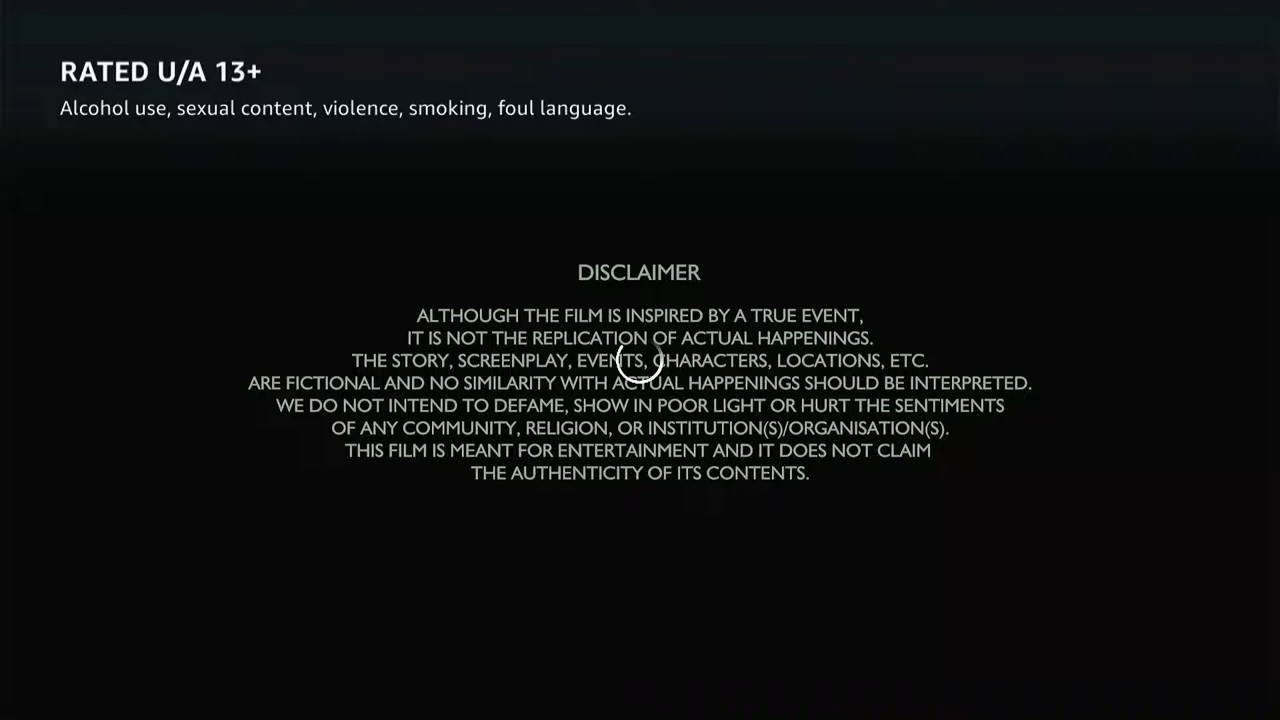 RATED U/A 13+
Alcohol use, sexual content, violence, smoking, foul language.
DISCLAIMER
ALTHOUGH THE FILM IS INSPIRED BY A TRUE EVENT,
IT IS NOT THE REPLICATION OF ACTUAL HAPPENINGS.
THE STORY, SCREENPLAY, EVENTS, CHARACTERS, LOCATIONS, ETC.
ARE FICTIONAL AND NO SIMILARITY WITH ACTUAL HAPPENINGS SHOULD BE INTERPRETED.
WE DO NOT INTEND TO DEFAME, SHOW IN POOR LIGHT OR HURT THE SENTIMENTS
OF ANY COMMUNITY, RELIGION, OR INSTITUTION(S)/ORGANISATION(S).
THIS FILM IS MEANT FOR ENTERTAINMENT AND IT DOES NOT CLAIM
THE AUTHENTICITY OF ITS CONTENTS.